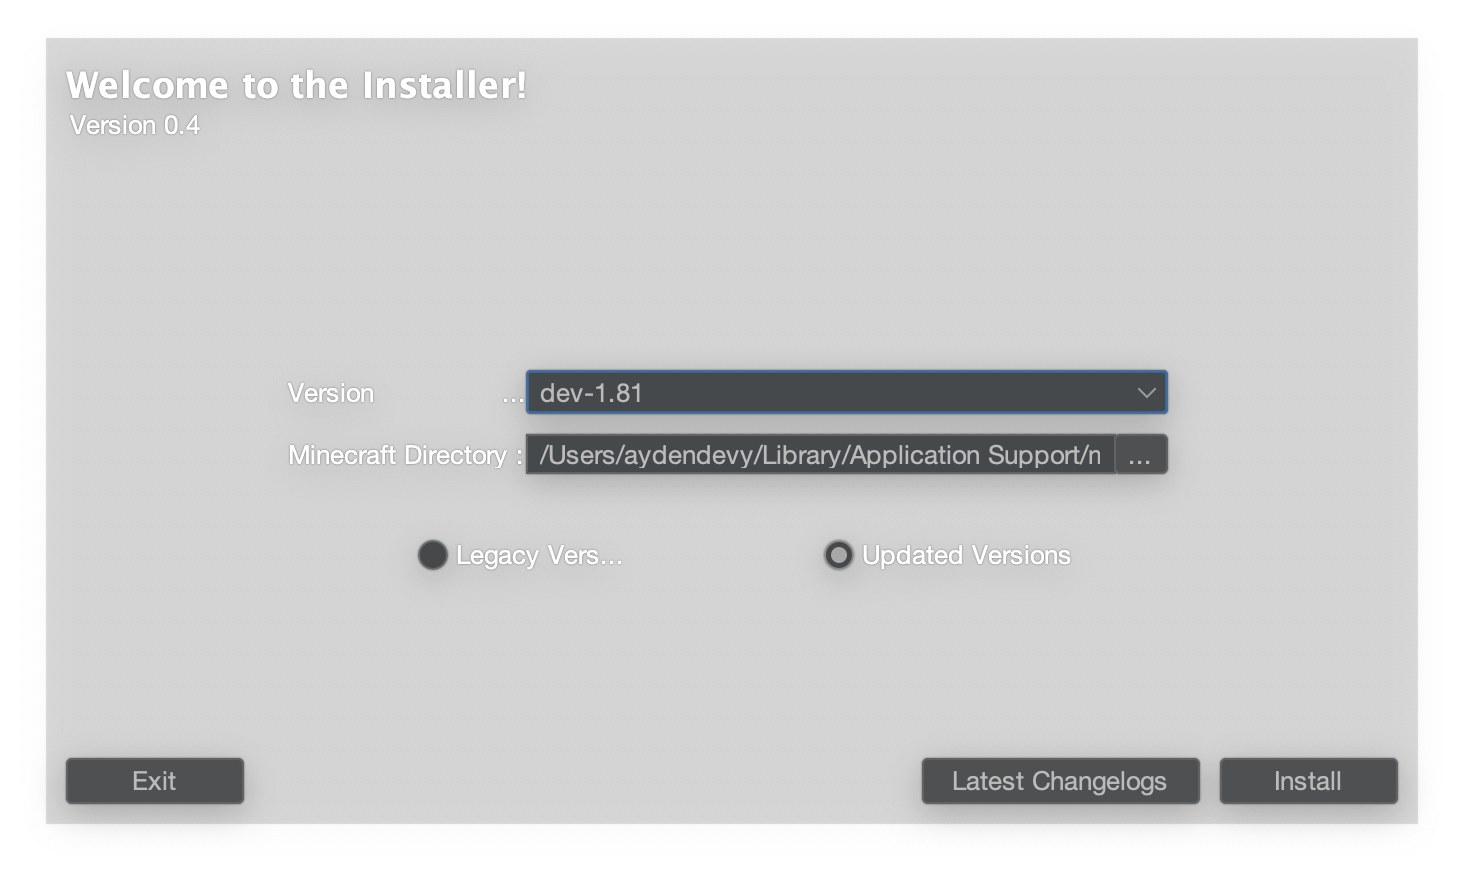 Welcome to the Installer!
Version 0.4
Version ... dev-1.81
Minecraft Directory : /Users/aydendevy/Library/Application Support/m ...
Legacy Vers... Updated Versions
Exit Latest Changelogs Install